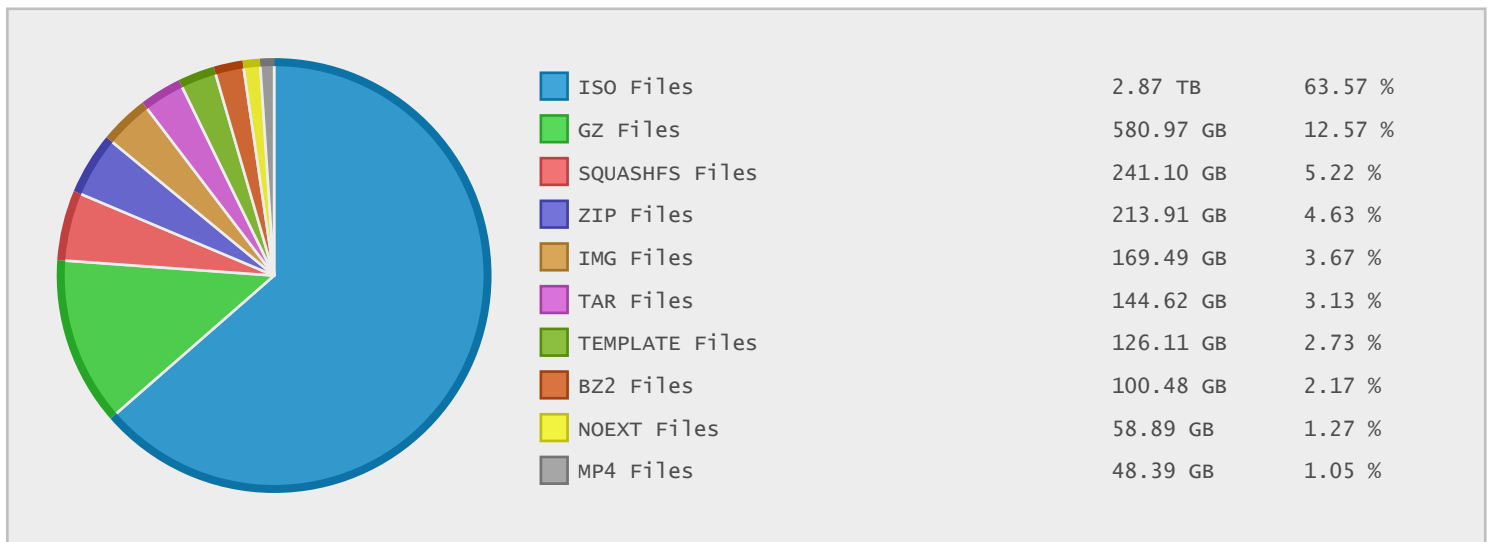 ISO Files 2.87 TB 63.57 %
GZ Files 580.97 GB 12.57 %
SQUASHFS Files 241.10 GB 5.22 %
ZIP Files 213.91 GB 4.63 %
IMG Files 169.49 GB 3.67 %
TAR Files 144.62 GB 3.13 %
TEMPLATE Files 126.11 GB 2.73 %
BZ2 Files 100.48 GB 2.17 %
NOEXT Files 58.89 GB 1.27 %
MP4 Files 48.39 GB 1.05 %